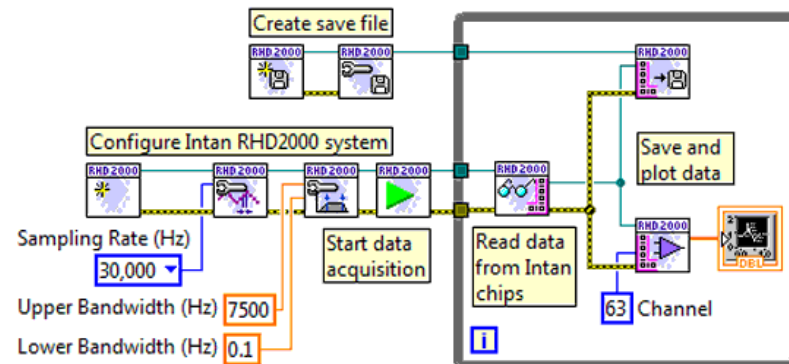 Create save file
RHD2000
RHD2000
RHD2000
Configure Intan RHD2000 system
RHD2000
RHD2000
RHD2000
RHD2000
RHD2000
Save and
plot data
RHD2000
Sampling Rate (Hz)
30,000
Start data
acquisition
Read data
from Intan
chips
DBL
Upper Bandwidth (Hz) 7500
63 Channel
Lower Bandwidth (Hz) 0.1
i